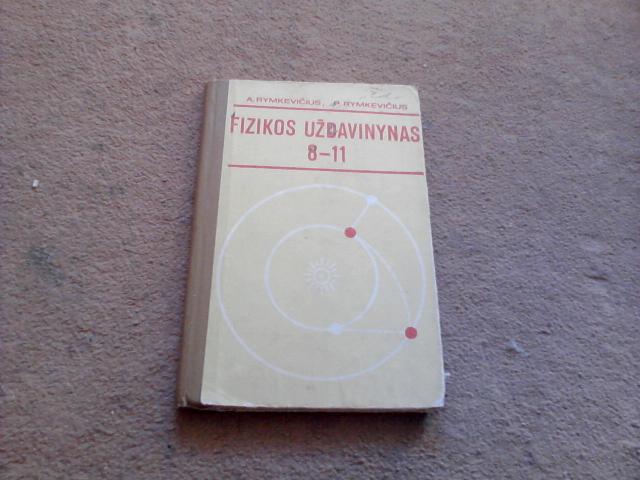 A. RYMKEVIČIUS, P. RYMKEVIČIUS
FIZIKOS UŽDAVINYNAS
8–11